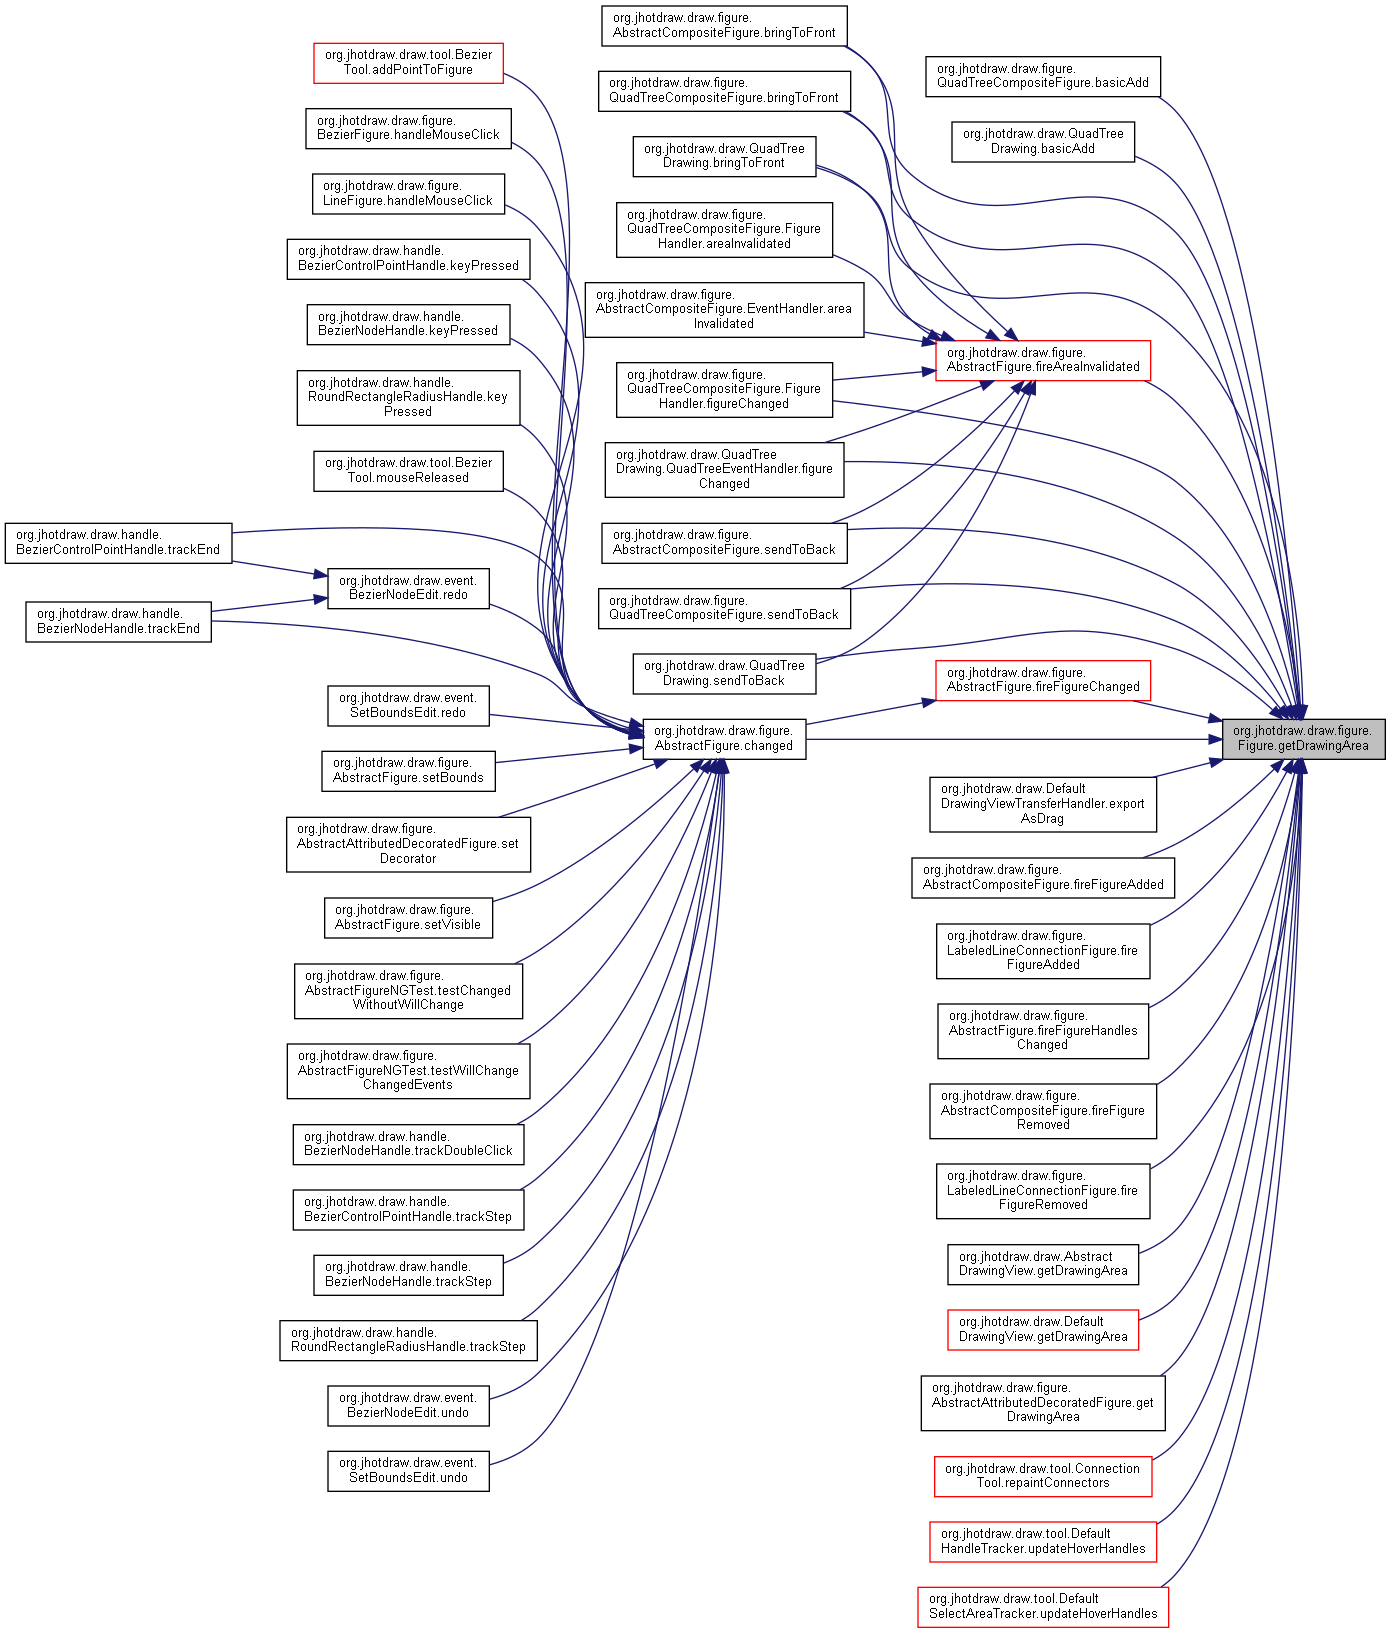 org.jhotdraw.draw.handle.
BezierControlPointHandle.trackEnd
org.jhotdraw.draw.handle.
BezierNodeHandle.trackEnd
org.jhotdraw.draw.tool.Bezier
Tool.addPointToFigure
org.jhotdraw.draw.figure.
BezierFigure.handleMouseClick
org.jhotdraw.draw.figure.
LineFigure.handleMouseClick
org.jhotdraw.draw.handle.
BezierControlPointHandle.keyPressed
org.jhotdraw.draw.handle.
BezierNodeHandle.keyPressed
org.jhotdraw.draw.handle.
RoundRectangleRadiusHandle.key
Pressed
org.jhotdraw.draw.tool.Bezier
Tool.mouseReleased
org.jhotdraw.draw.event.
BezierNodeEdit.redo
org.jhotdraw.draw.event.
SetBoundsEdit.redo
org.jhotdraw.draw.figure.
AbstractFigure.setBounds
org.jhotdraw.draw.figure.
AbstractAttributedDecoratedFigure.set
Decorator
org.jhotdraw.draw.figure.
AbstractFigure.setVisible
org.jhotdraw.draw.figure.
AbstractFigureNGTest.testChanged
WithoutWillChange
org.jhotdraw.draw.figure.
AbstractFigureNGTest.testWillChange
ChangedEvents
org.jhotdraw.draw.handle.
BezierNodeHandle.trackDoubleClick
org.jhotdraw.draw.handle.
BezierControlPointHandle.trackStep
org.jhotdraw.draw.handle.
BezierNodeHandle.trackStep
org.jhotdraw.draw.handle.
RoundRectangleRadiusHandle.trackStep
org.jhotdraw.draw.event.
BezierNodeEdit.undo
org.jhotdraw.draw.event.
SetBoundsEdit.undo
org.jhotdraw.draw.figure.
AbstractCompositeFigure.bringToFront
org.jhotdraw.draw.figure.
QuadTreeCompositeFigure.bringToFront
org.jhotdraw.draw.QuadTree
Drawing.bringToFront
org.jhotdraw.draw.figure.
QuadTreeCompositeFigure.Figure
Handler.areaInvalidated
org.jhotdraw.draw.figure.
AbstractCompositeFigure.EventHandler.area
Invalidated
org.jhotdraw.draw.figure.
QuadTreeCompositeFigure.Figure
Handler.figureChanged
org.jhotdraw.draw.QuadTree
Drawing.QuadTreeEventHandler.figure
Changed
org.jhotdraw.draw.figure.
AbstractCompositeFigure.sendToBack
org.jhotdraw.draw.figure.
QuadTreeCompositeFigure.sendToBack
org.jhotdraw.draw.QuadTree
Drawing.sendToBack
org.jhotdraw.draw.figure.
AbstractFigure.changed
org.jhotdraw.draw.figure.
QuadTreeCompositeFigure.basicAdd
org.jhotdraw.draw.QuadTree
Drawing.basicAdd
org.jhotdraw.draw.figure.
AbstractFigure.fireAreaInvalidated
org.jhotdraw.draw.figure.
AbstractFigure.fireFigureChanged
org.jhotdraw.draw.Default
DrawingViewTransferHandler.export
AsDrag
org.jhotdraw.draw.figure.
AbstractCompositeFigure.fireFigureAdded
org.jhotdraw.draw.figure.
LabeledLineConnectionFigure.fire
FigureAdded
org.jhotdraw.draw.figure.
AbstractFigure.fireFigureHandles
Changed
org.jhotdraw.draw.figure.
AbstractCompositeFigure.fireFigure
Removed
org.jhotdraw.draw.figure.
LabeledLineConnectionFigure.fire
FigureRemoved
org.jhotdraw.draw.Abstract
DrawingView.getDrawingArea
org.jhotdraw.draw.Default
DrawingView.getDrawingArea
org.jhotdraw.draw.figure.
AbstractAttributedDecoratedFigure.get
DrawingArea
org.jhotdraw.draw.tool.Connection
Tool.repaintConnectors
org.jhotdraw.draw.tool.Default
HandleTracker.updateHoverHandles
org.jhotdraw.draw.tool.Default
SelectAreaTracker.updateHoverHandles
org.jhotdraw.draw.figure.
Figure.getDrawingArea